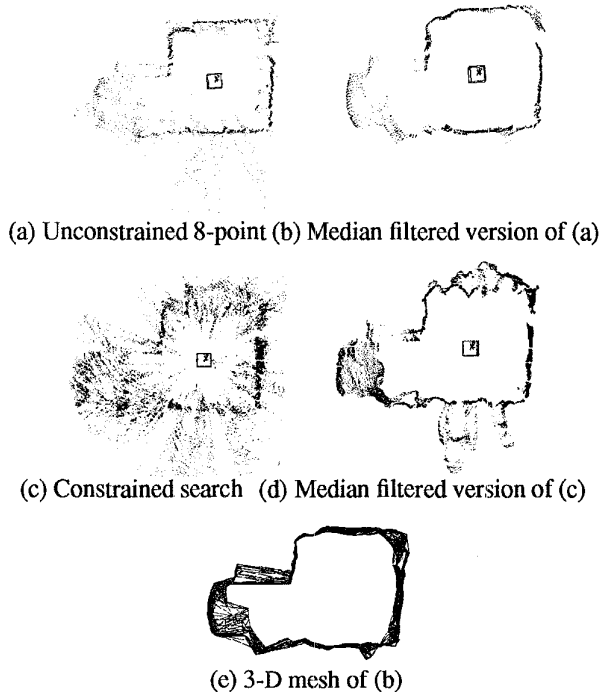 (a) Unconstrained 8-point (b) Median filtered version of (a)
(c) Constrained search (d) Median filtered version of (c)
(e) 3-D mesh of (b)